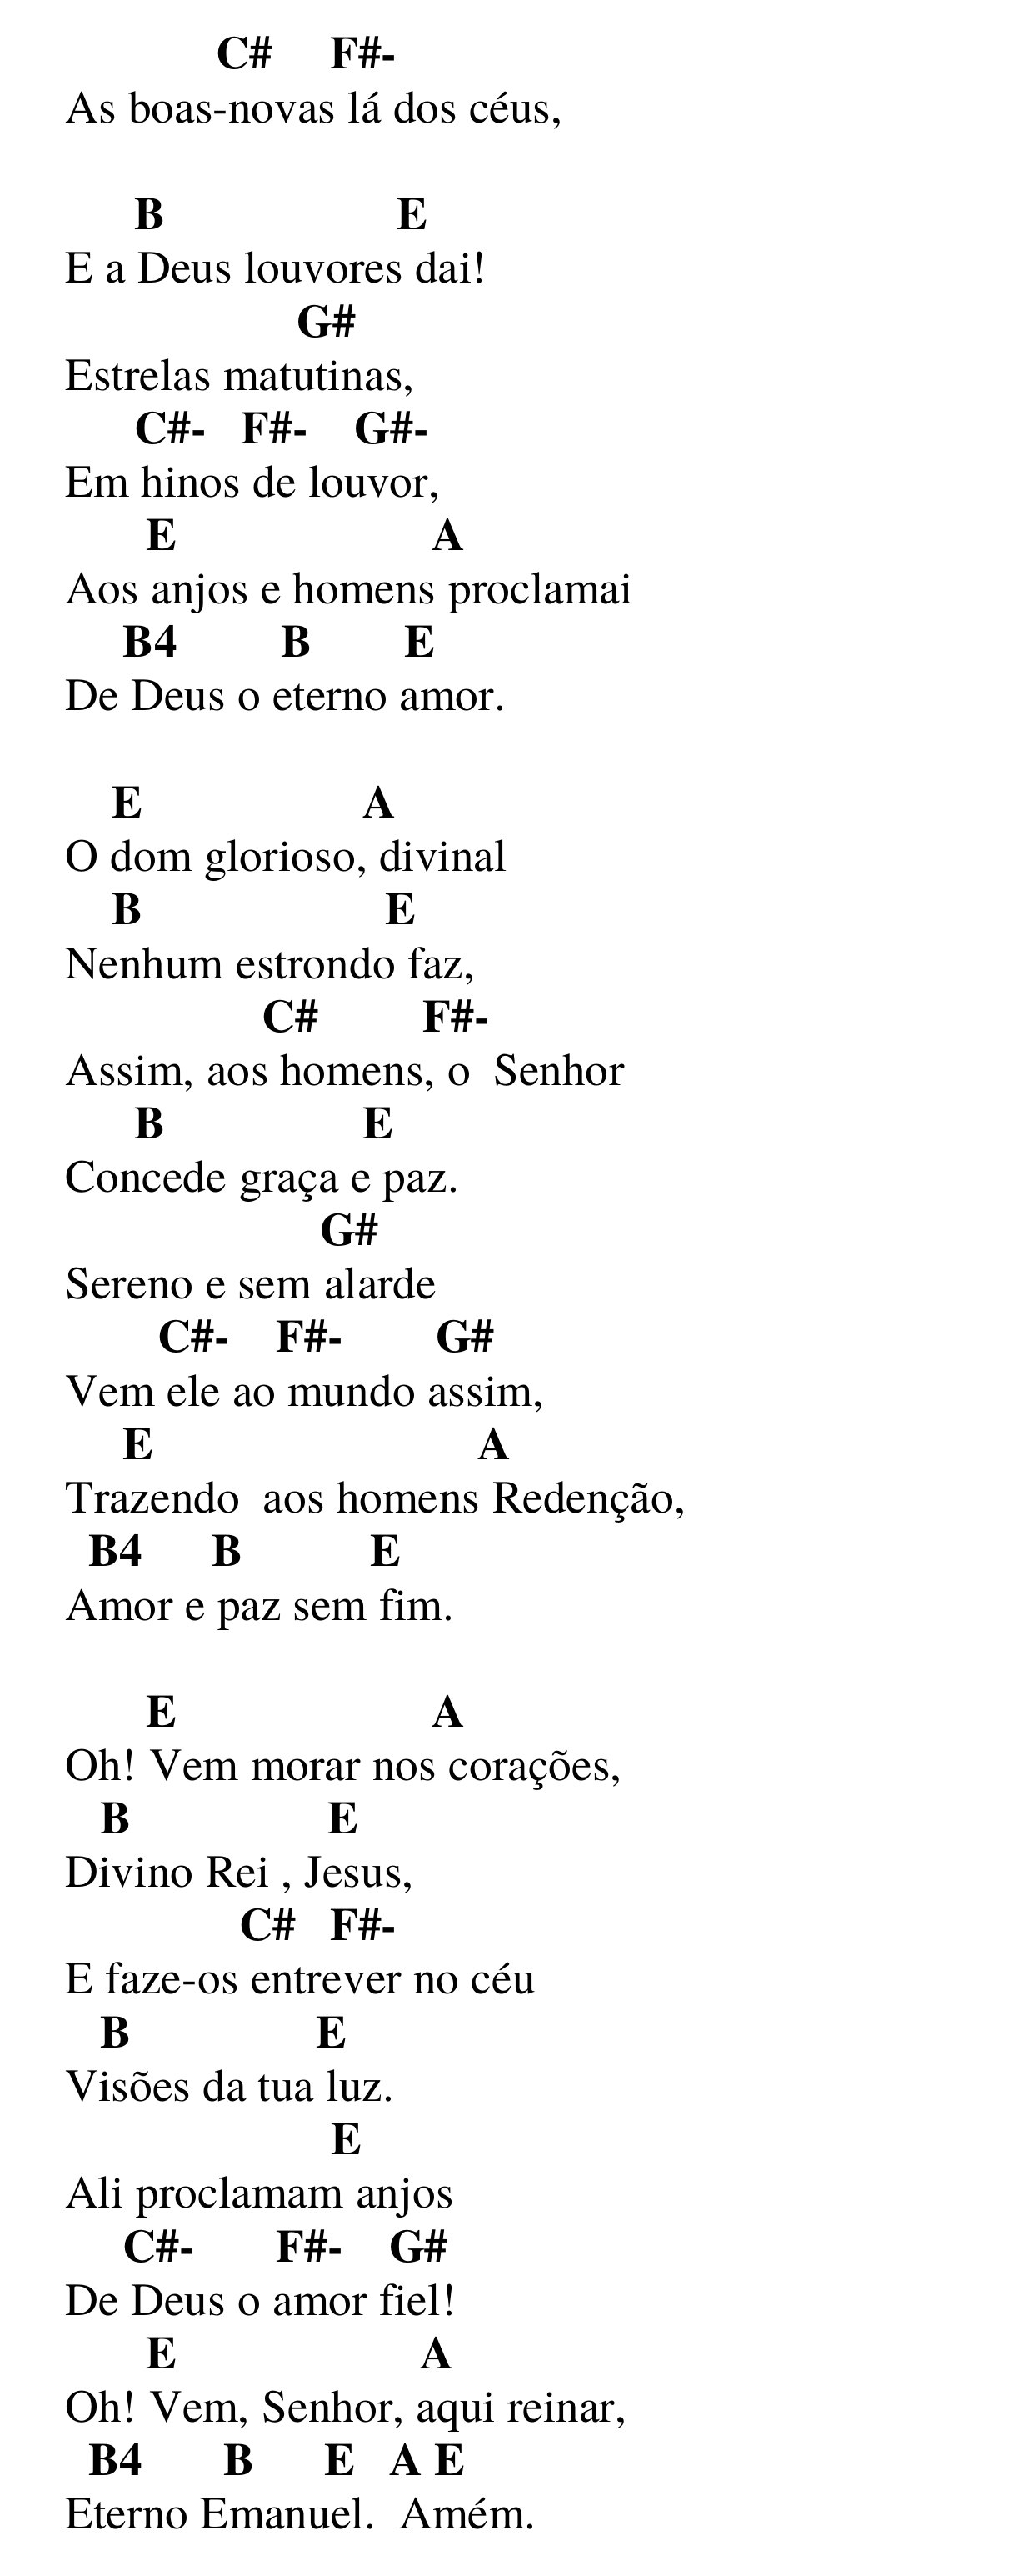 C# F#-
As boas-novas lá dos céus,
B E
E a Deus louvores dai!
G#
Estrelas matutinas,
C#- F#- G#-
Em hinos de louvor,
E A
Aos anjos e homens proclamai
B4 B E
De Deus o eterno amor.
E A
O dom glorioso, divinal
B E
Nenhum estrondo faz,
C# F#-
Assim, aos homens, o  Senhor
B E
Concede graça e paz.
G#
Sereno e sem alarde
C#- F#- G#
Vem ele ao mundo assim,
E A
Trazendo  aos homens Redenção,
B4 B E
Amor e paz sem fim.
E A
Oh! Vem morar nos corações,
B E
Divino Rei , Jesus,
C# F#-
E faze-os entrever no céu
B E
Visões da tua luz.
E
Ali proclamam anjos
C#- F#- G#
De Deus o amor fiel!
E A
Oh! Vem, Senhor, aqui reinar,
B4 B E A E
Eterno Emanuel.  Amém.